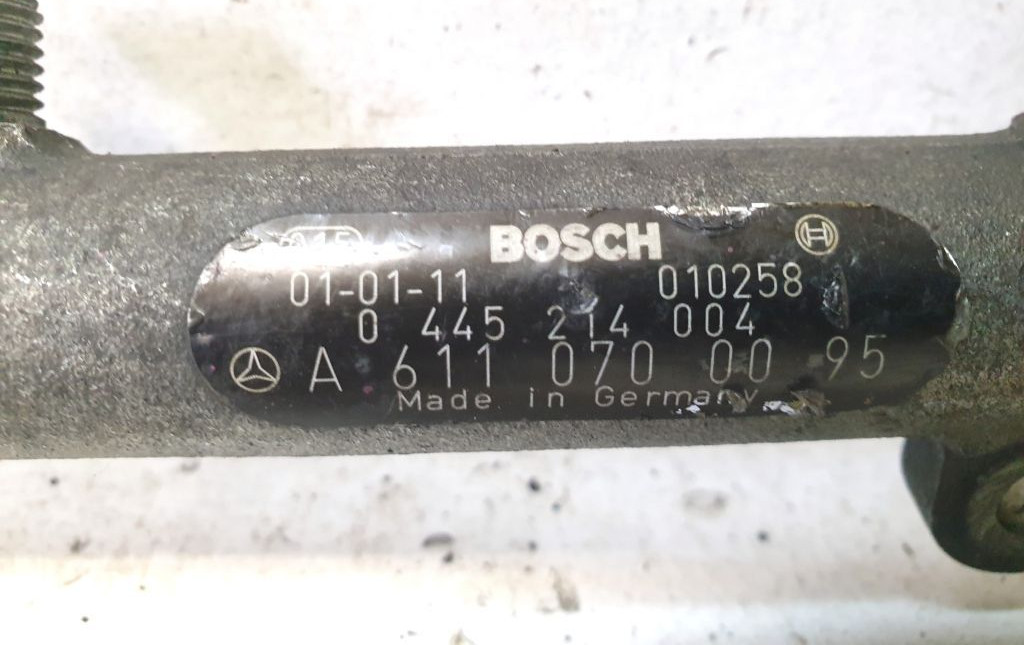 BOSCH
01-01-11 010258
0 445 214 004
A 611 070 00 95
Made in Germany